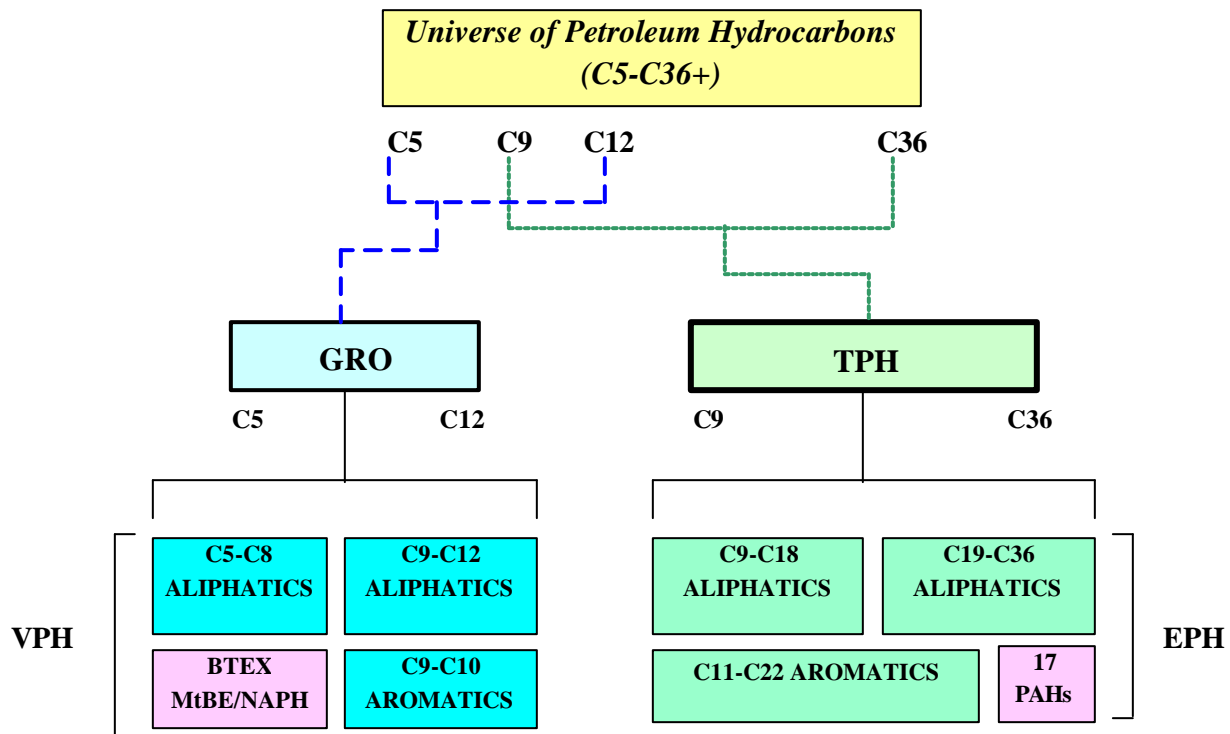 Universe of Petroleum Hydrocarbons
(C5-C36+)
C5 C9 C12 C36
GRO TPH
C5 C12 C9 C36
VPH
C5-C8
ALIPHATICS
C9-C12
ALIPHATICS
BTEX
MtBE/NAPH
C9-C10
AROMATICS
C9-C18
ALIPHATICS
C19-C36
ALIPHATICS
C11-C22 AROMATICS
17
PAHs
EPH